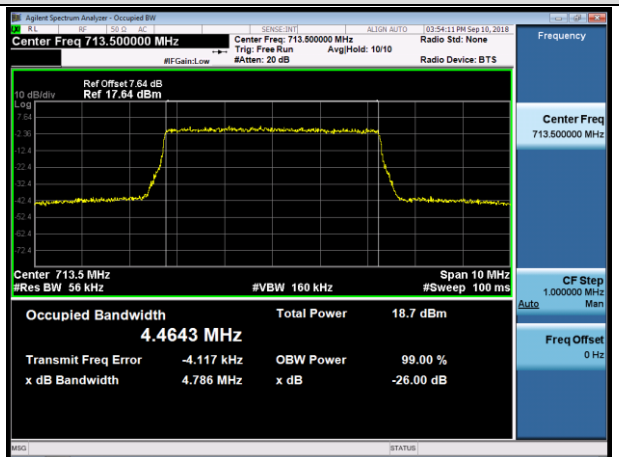 Agilent Spectrum Analyzer - Occupied BW
RL RF 50 Ω AC SENSE:INT ALIGN AUTO 03:54:11 PM Sep 10, 2018
Center Freq 713.500000 MHz
Center Freq: 713.500000 MHz Radio Std: None
Trig: Free Run Avg|Hold: 10/10
#IFGain:Low #Atten: 20 dB Radio Device: BTS
Frequency
Ref Offset 7.64 dB
10 dB/div Ref 17.64 dBm
Log
7.64
-2.36
-12.4
-22.4
-32.4
-42.4
-52.4
-62.4
-72.4
Center Freq
713.500000 MHz
Center 713.5 MHz Span 10 MHz
#Res BW 56 kHz #VBW 160 kHz #Sweep 100 ms
CF Step
1.000000 MHz
Auto Man
Occupied Bandwidth Total Power 18.7 dBm
4.4643 MHz
Transmit Freq Error -4.117 kHz OBW Power 99.00 %
x dB Bandwidth 4.786 MHz x dB -26.00 dB
Freq Offset
0 Hz
MSG STATUS